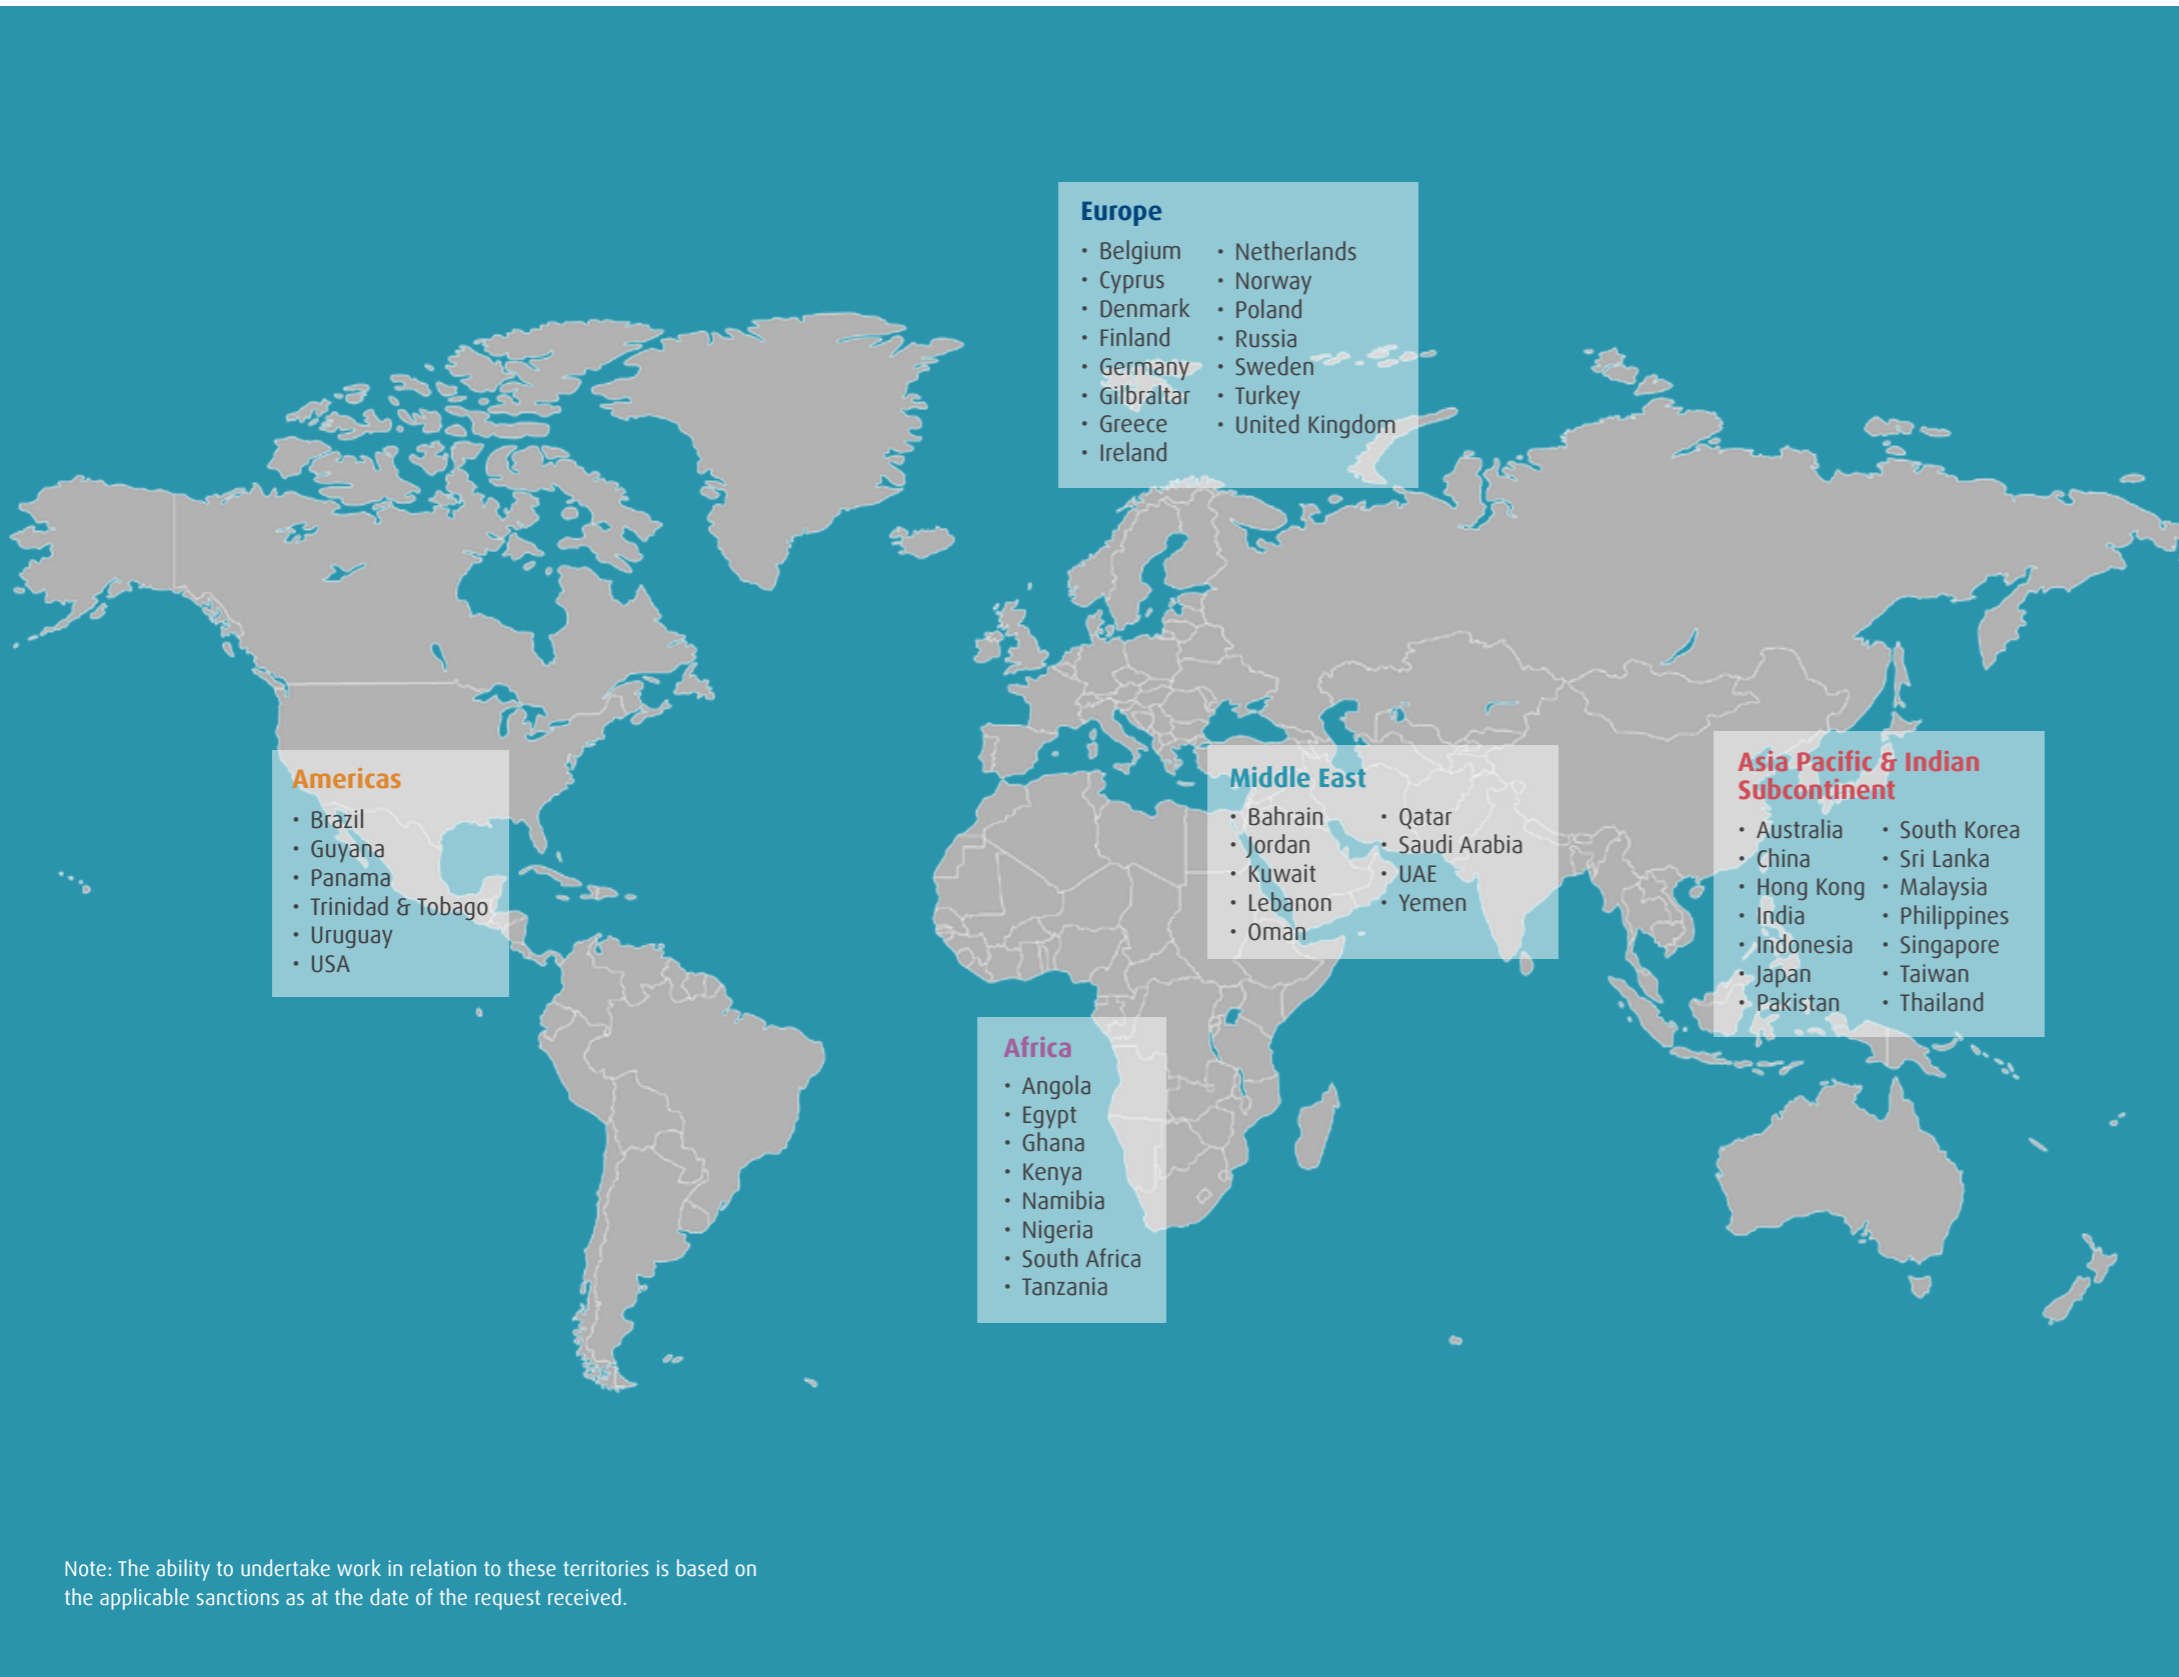 Europe
• Belgium
• Cyprus
• Denmark
• Finland
• Germany
• Gilbraltar
• Greece
• Ireland
• Netherlands
• Norway
• Poland
• Russia
• Sweden
• Turkey
• United Kingdom
Americas
• Brazil
• Guyana
• Panama
• Trinidad & Tobago
• Uruguay
• USA
Middle East
• Bahrain
• Jordan
• Kuwait
• Lebanon
• Oman
• Qatar
• Saudi Arabia
• UAE
• Yemen
Asia Pacific & Indian
Subcontinent
• Australia
• China
• Hong Kong
• India
• Indonesia
• Japan
• Pakistan
• South Korea
• Sri Lanka
• Malaysia
• Philippines
• Singapore
• Taiwan
• Thailand
Africa
• Angola
• Egypt
• Ghana
• Kenya
• Namibia
• Nigeria
• South Africa
• Tanzania
Note: The ability to undertake work in relation to these territories is based on
the applicable sanctions as at the date of the request received.